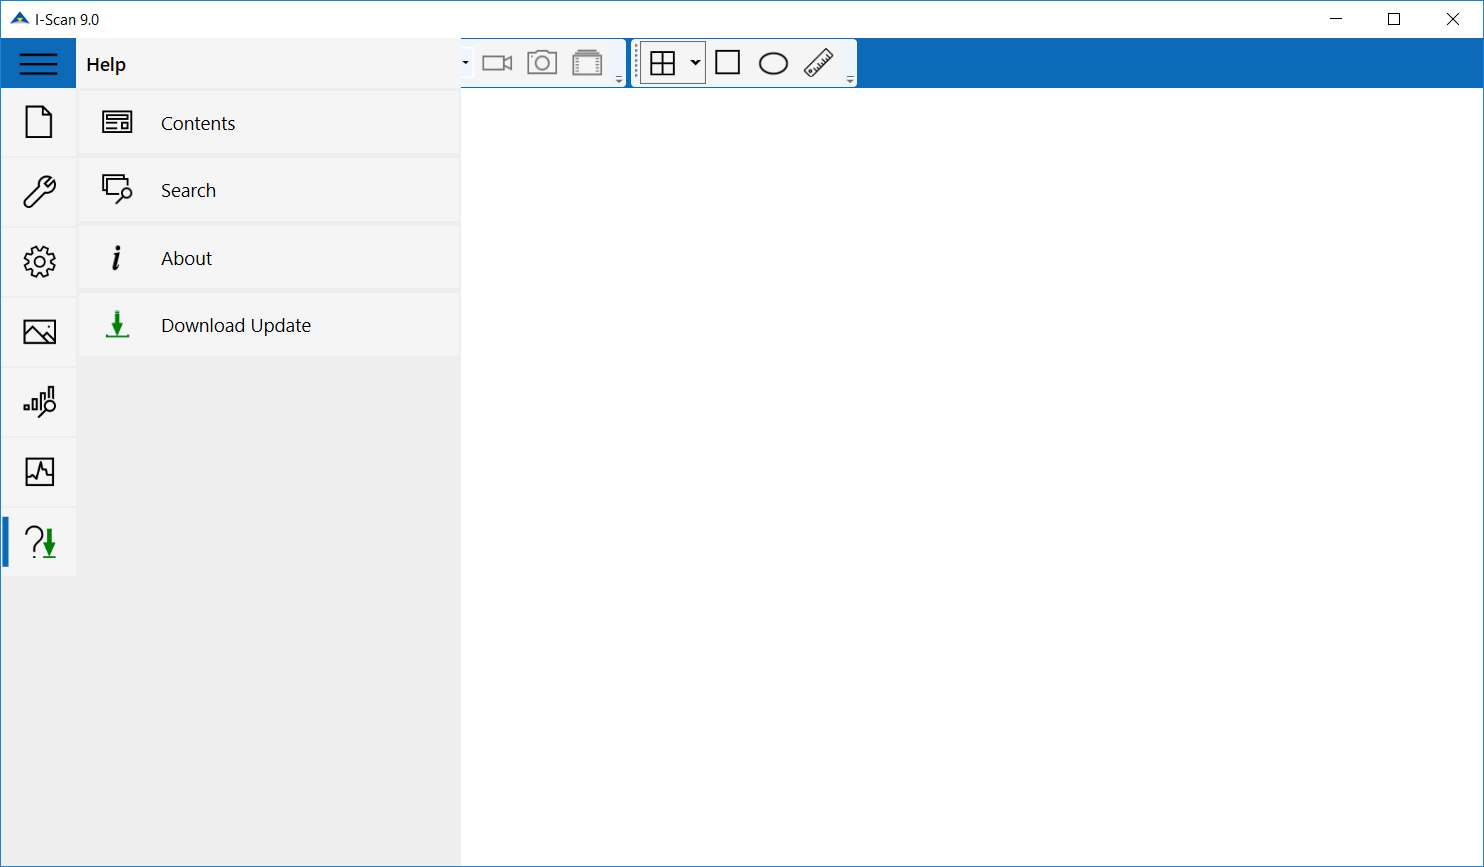 I-Scan 9.0
Help
Contents
Search
About
Download Update